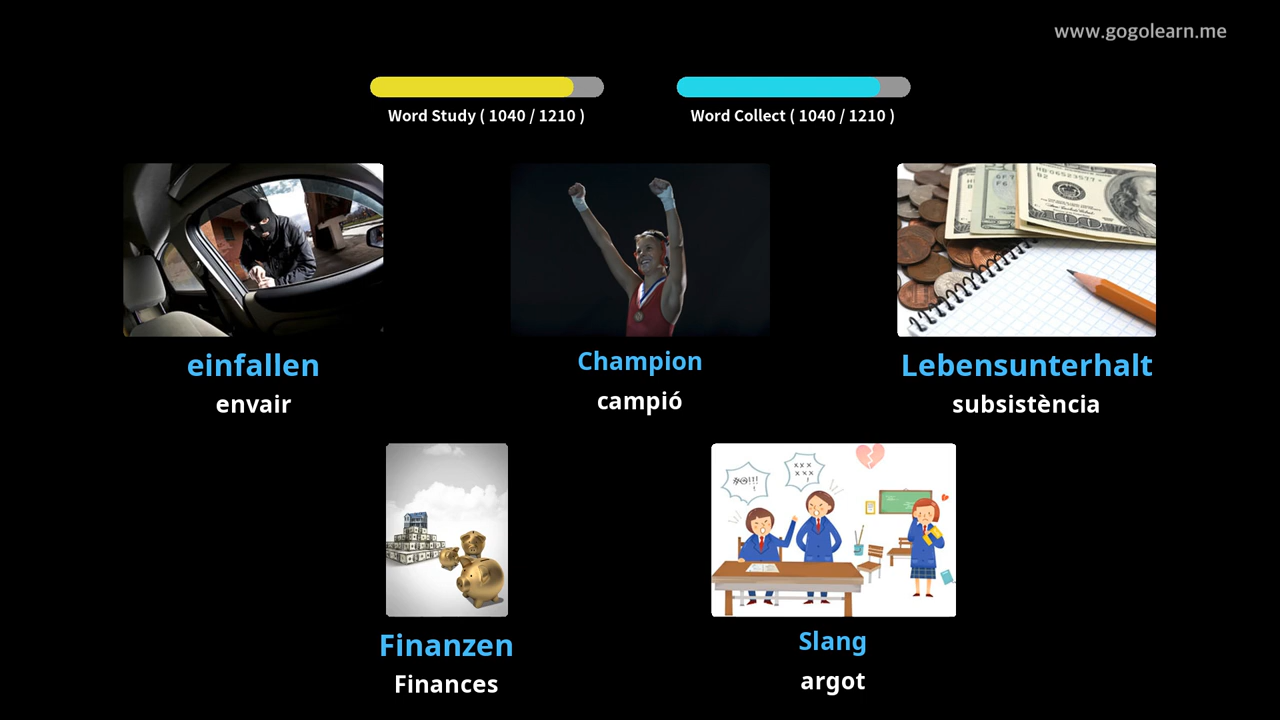 www.gogolearn.me
Word Study ( 1040 / 1210 )
Word Collect ( 1040 / 1210 )
einfallen
envair
Champion
campió
Lebensunterhalt
subsistència
Finanzen
Finances
Slang
argot